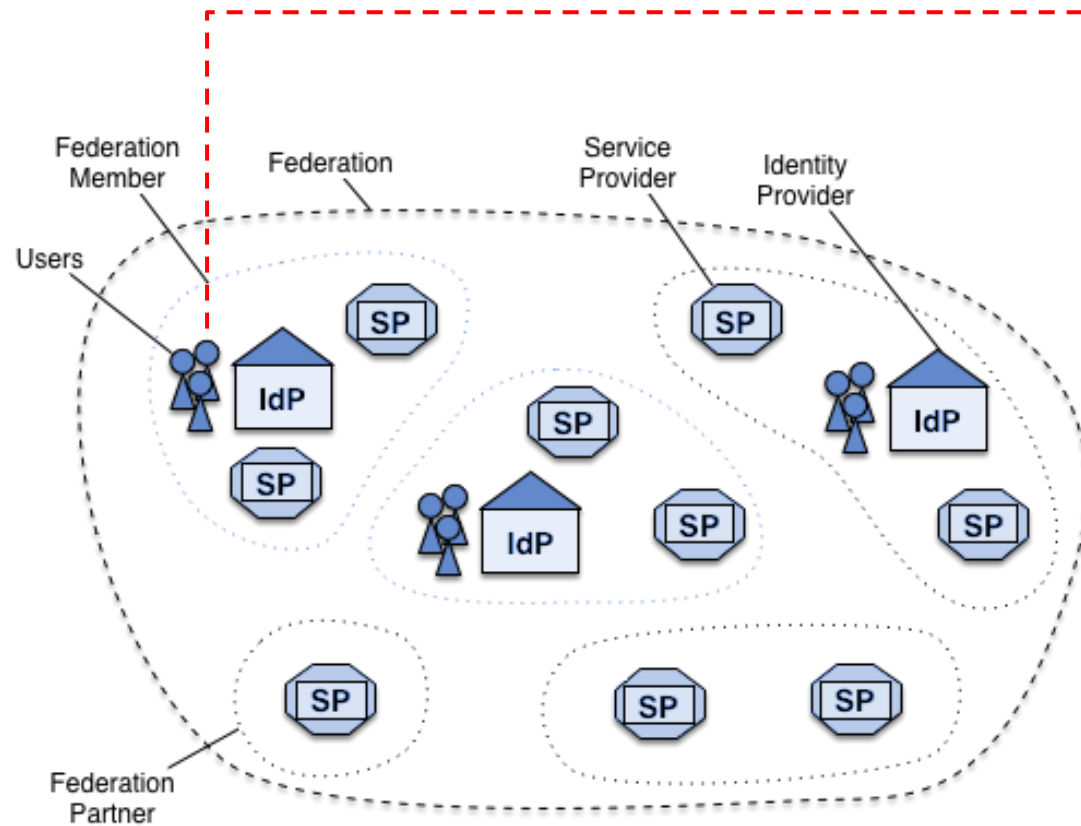 Federation
Member
Federation
Service
Provider
Identity
Provider
Users
SP
SP
IdP
IdP
SP
SP
IdP
SP
SP
SP
SP
SP
Federation
Partner